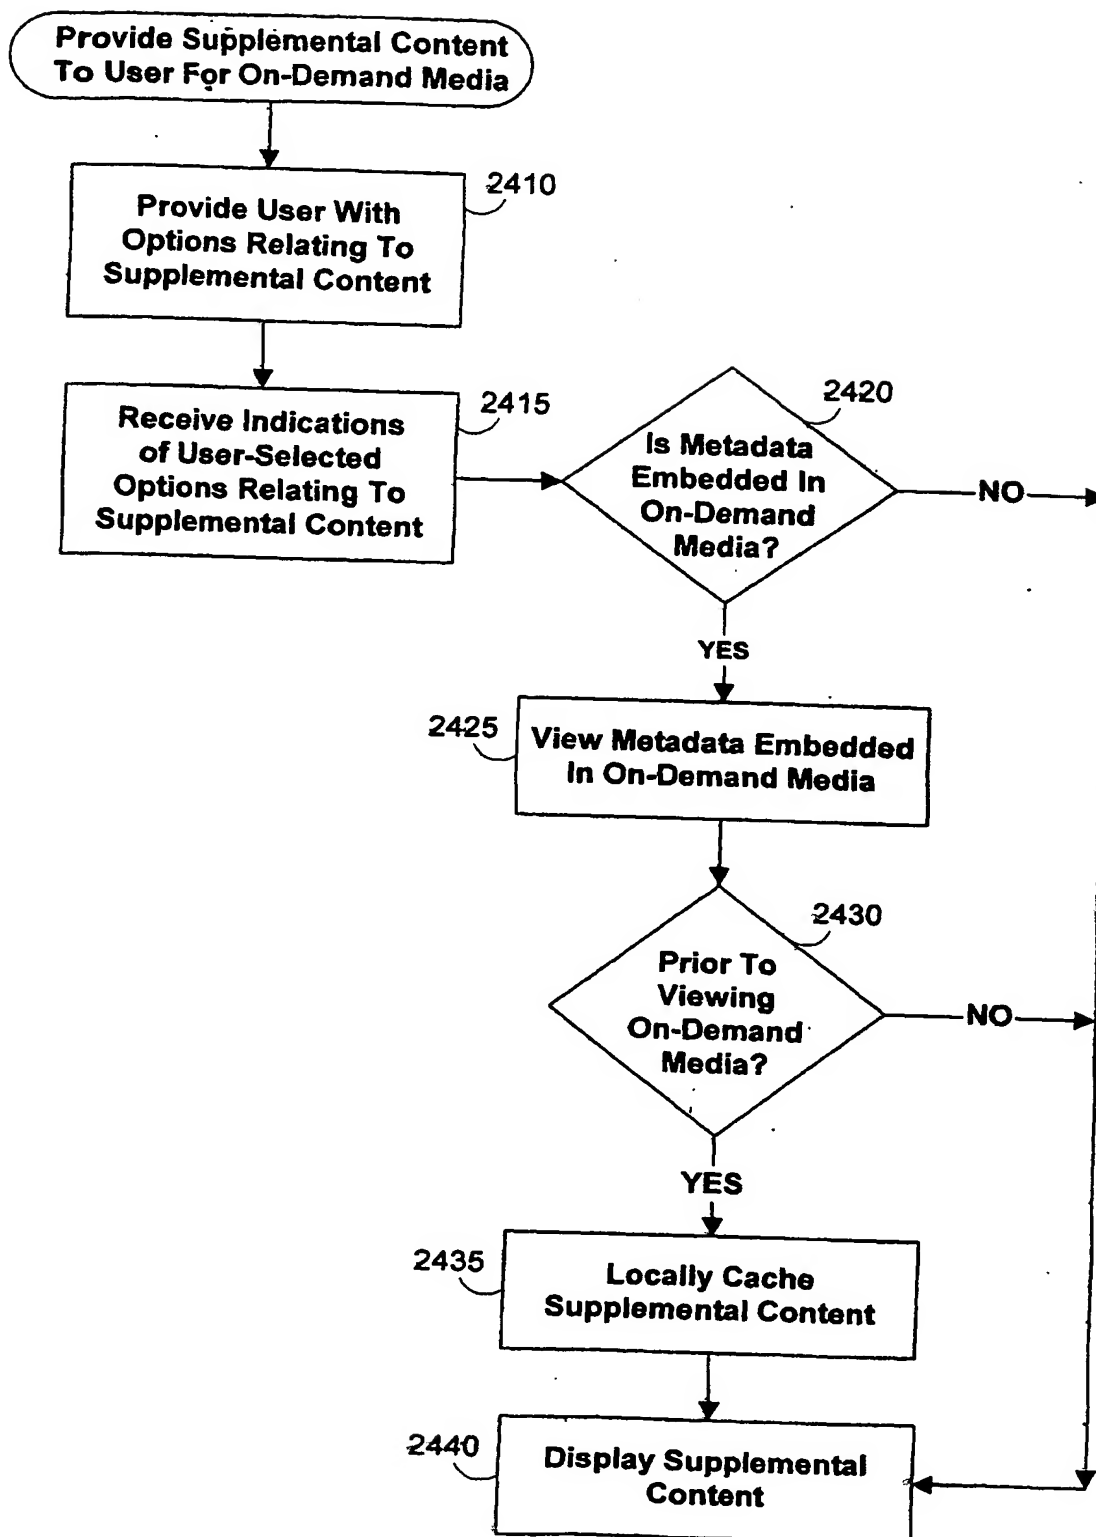 Provide Supplemental Content
To User For On-Demand Media
2410
Provide User With
Options Relating To
Supplemental Content
2415
Receive Indications
of User-Selected
Options Relating To
Supplemental Content
2420
Is Metadata
Embedded In
On-Demand
Media?
NO
YES
2425
View Metadata Embedded
In On-Demand Media
2430
Prior To
Viewing
On-Demand
Media?
NO
YES
2435
Locally Cache
Supplemental Content
2440
Display Supplemental
Content